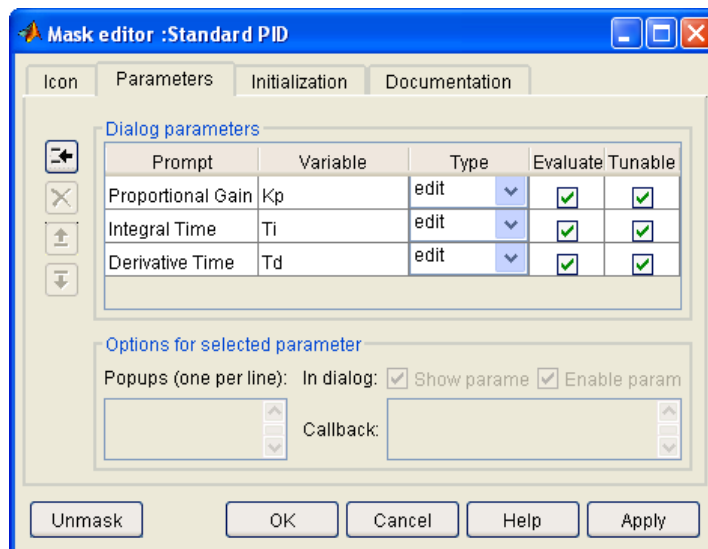 Mask editor :Standard PID
Icon Parameters Initialization Documentation
Dialog parameters
Prompt Variable Type Evaluate Tunable
Proportional Gain Kp edit
Integral Time Ti edit
Derivative Time Td edit
Options for selected parameter
Popups (one per line): In dialog: Show parame Enable param
Callback:
Unmask OK Cancel Help Apply